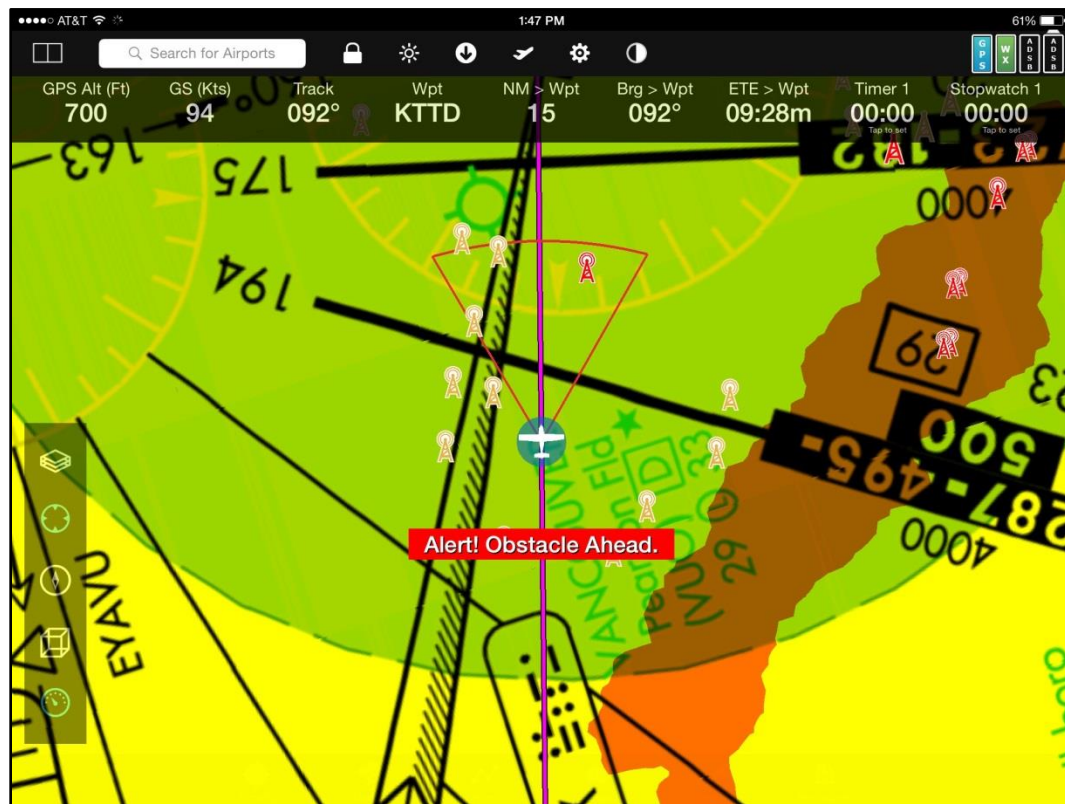 AT&T 1:47 PM 61%
Search for Airports GPS WX ADSB ADSB
GPS Alt (Ft) GS (Kts) Track Wpt NM > Wpt Brg > Wpt ETE > Wpt Timer 1 Stopwatch 1
700 94 092° KTTD 15 092° 09:28m 00:00 00:00
Tap to set Tap to set
163
175
4000
194
29
500
495-
287-
4000
VANCOUVER
Pearson Fld
(VUO) D
29 33
Alert! Obstacle Ahead.
EYAVU